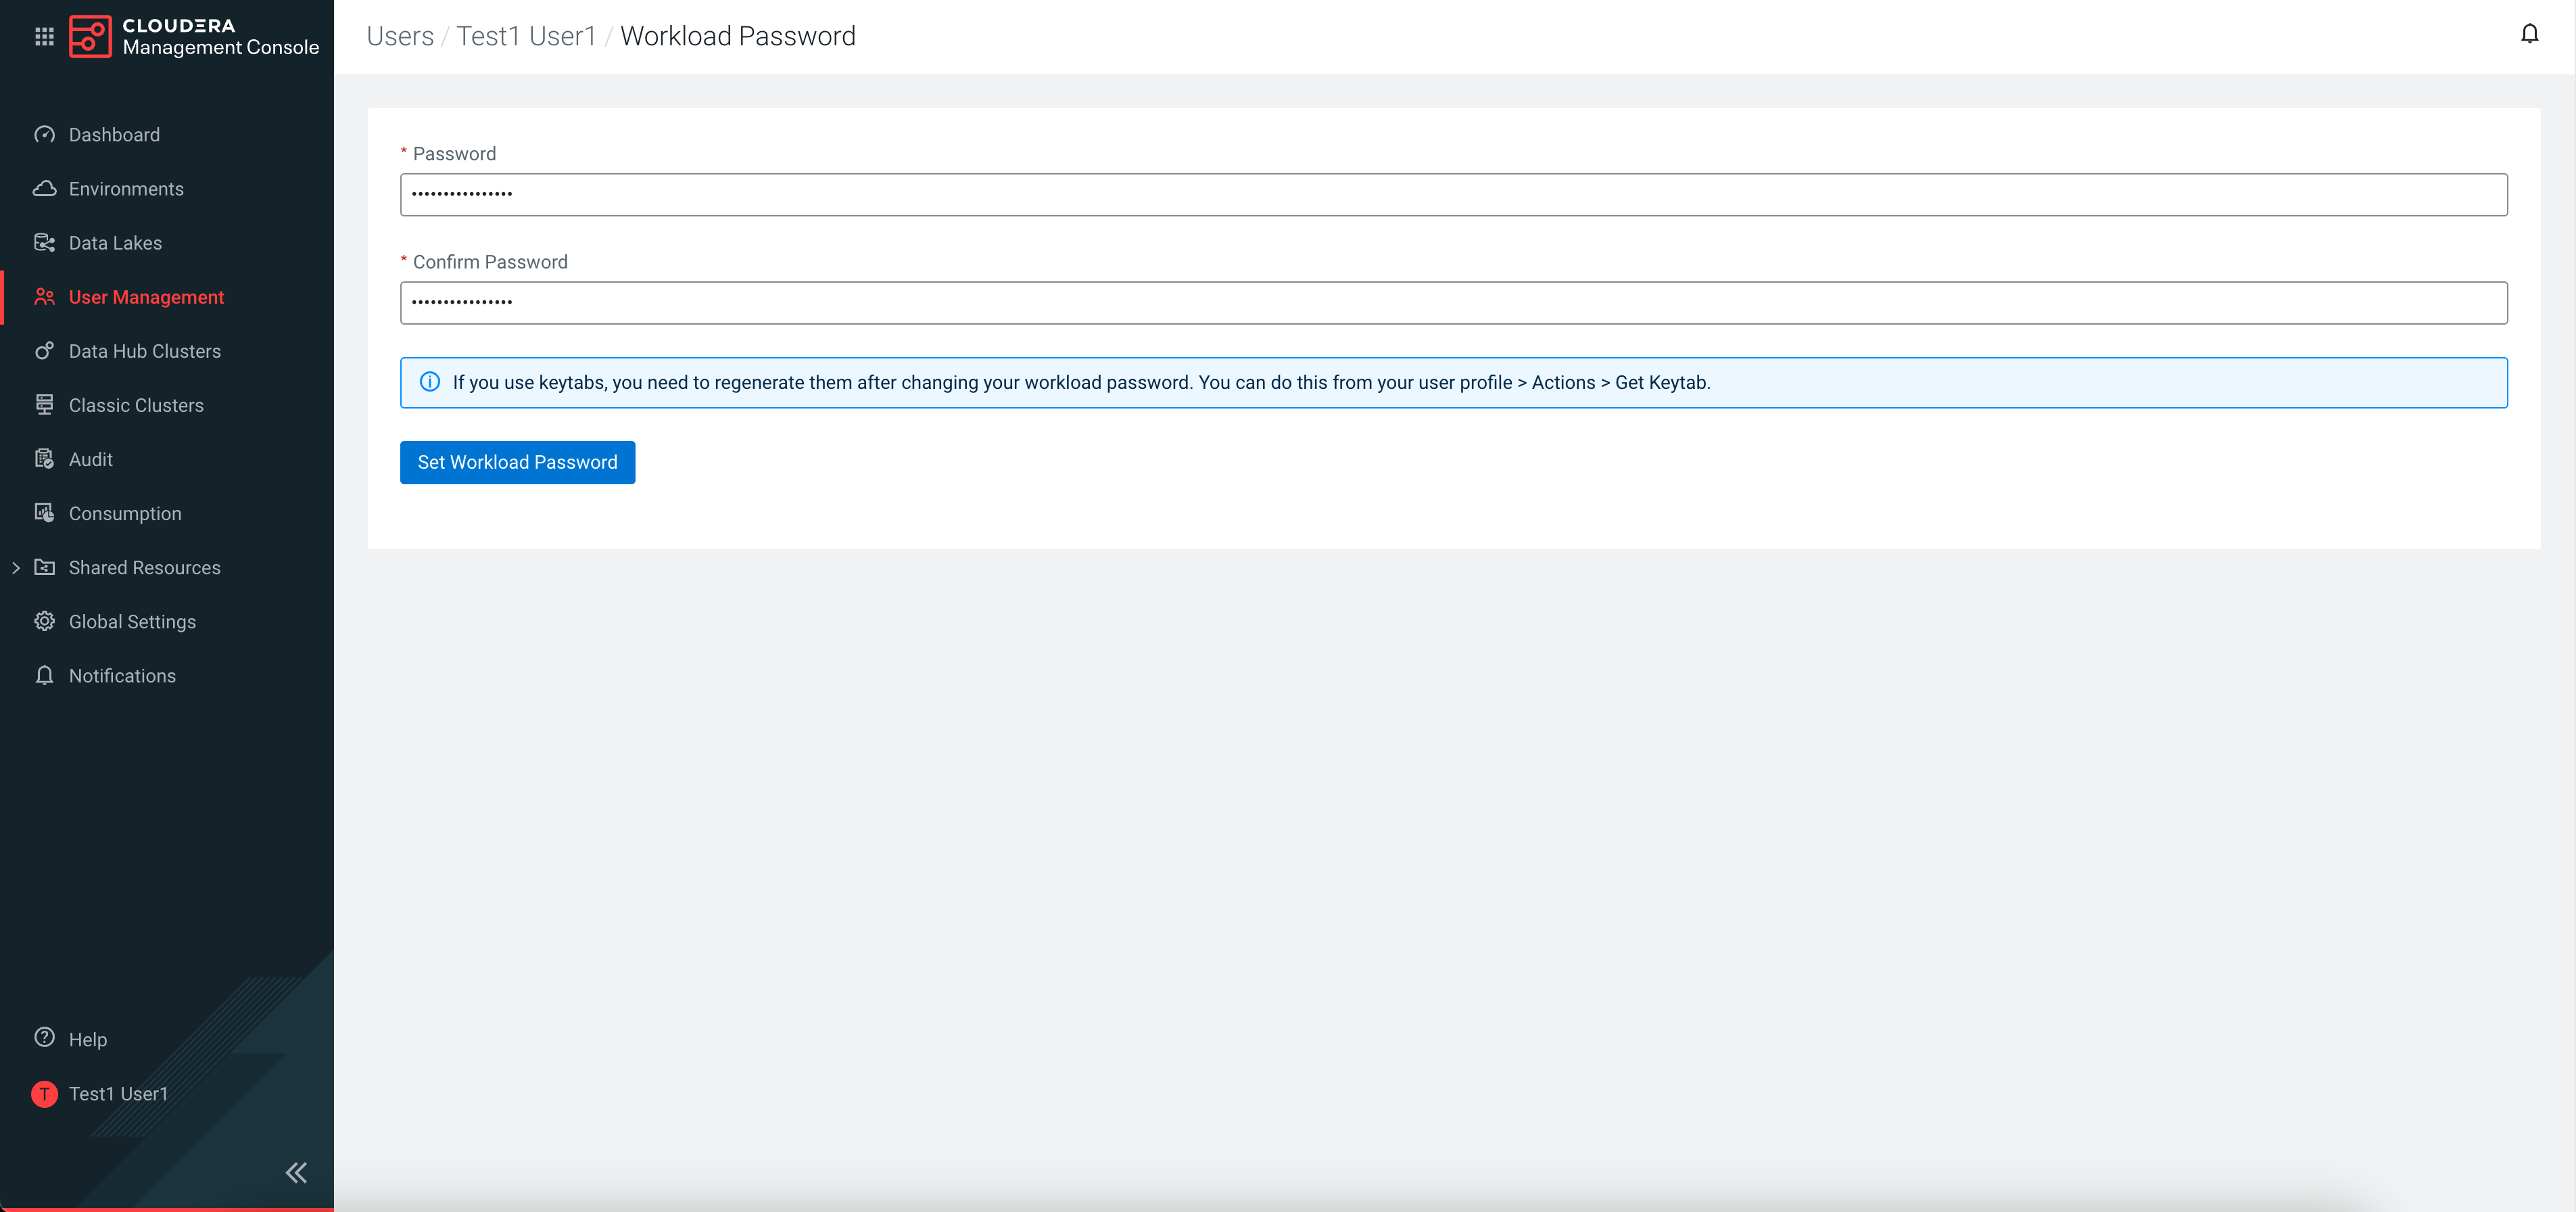 CLOUDERA
Management Console
Users / Test1 User1 / Workload Password
Dashboard
Environments
Data Lakes
User Management
Data Hub Clusters
Classic Clusters
Audit
Consumption
Shared Resources
Global Settings
Notifications
Help
T Test1 User1
* Password
••••••••••••••••
* Confirm Password
••••••••••••••••
If you use keytabs, you need to regenerate them after changing your workload password. You can do this from your user profile > Actions > Get Keytab.
Set Workload Password